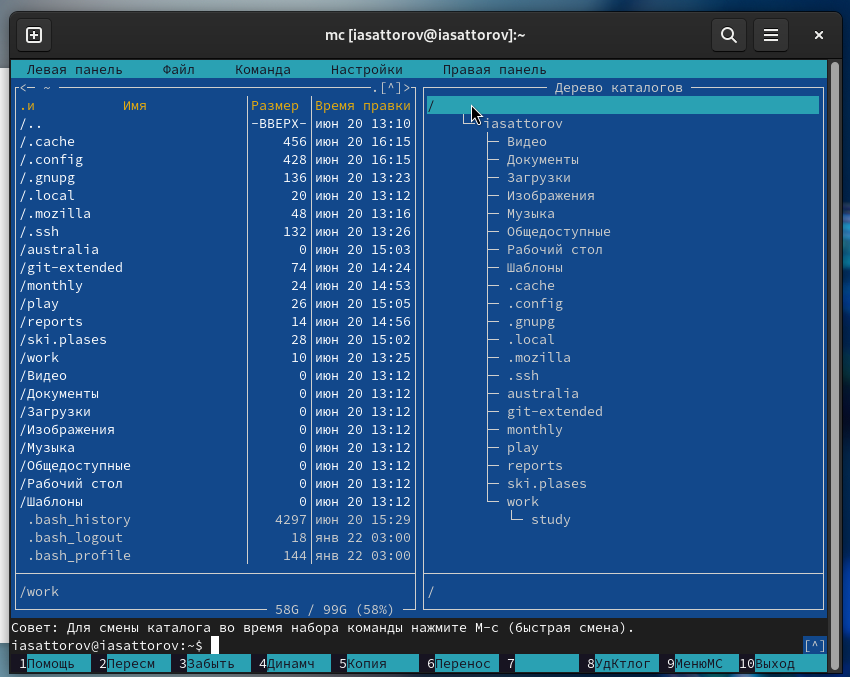 mc [iasattorov@iasattorov]:~
Левая панель Файл Команда Настройки Правая панель
<— ~ .[^]>
.и Имя Размер Время правки
/.. -ВВЕРХ- июн 20 13:10
/.cache 456 июн 20 16:15
/.config 428 июн 20 16:15
/.gnupg 136 июн 20 13:23
/.local 20 июн 20 13:12
/.mozilla 48 июн 20 13:16
/.ssh 132 июн 20 13:26
/australia 0 июн 20 15:03
/git-extended 74 июн 20 14:24
/monthly 24 июн 20 14:53
/play 26 июн 20 15:05
/reports 14 июн 20 14:56
/ski.plases 28 июн 20 15:02
/work 10 июн 20 13:25
/Видео 0 июн 20 13:12
/Документы 0 июн 20 13:12
/Загрузки 0 июн 20 13:12
/Изображения 0 июн 20 13:12
/Музыка 0 июн 20 13:12
/Общедоступные 0 июн 20 13:12
/Рабочий стол 0 июн 20 13:12
/Шаблоны 0 июн 20 13:12
.bash_history 4297 июн 20 15:29
.bash_logout 18 янв 22 03:00
.bash_profile 144 янв 22 03:00
/work
58G / 99G (58%)
Дерево каталогов
/
iasattorov
Видео
Документы
Загрузки
Изображения
Музыка
Общедоступные
Рабочий стол
Шаблоны
.cache
.config
.gnupg
.local
.mozilla
.ssh
australia
git-extended
monthly
play
reports
ski.plases
work
study
/
Совет: Для смены каталога во время набора команды нажмите M-c (быстрая смена).
iasattorov@iasattorov:~$ [^]
1Помощь 2Пересм 3Забыть 4Динамч 5Копия 6Перенос 7 8УдКтлог 9МенюMC 10Выход